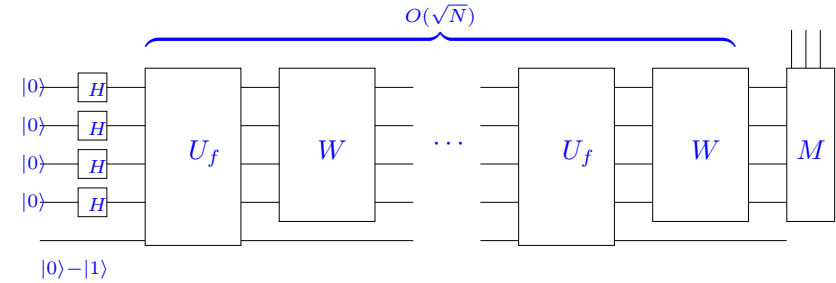 O(√N)
|0⟩ H
|0⟩ H
|0⟩ H
|0⟩ H
U_f W ⋯ U_f W M
|0⟩−|1⟩